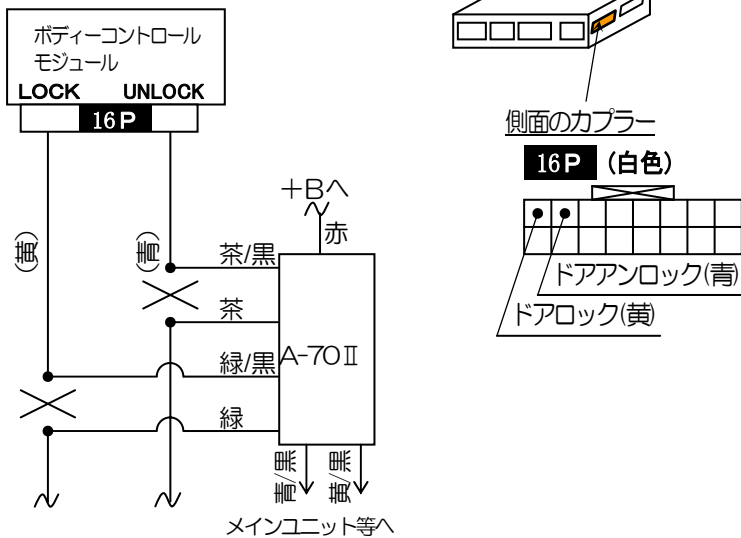 ボディーコントロール
モジュール
LOCK UNLOCK
16P
(黄)
(青)
+Bへ
赤
茶/黒
茶
緑/黒
緑
A-70Ⅱ
青/黒
黄/黒
メインユニット等へ
側面のカプラー
16P (白色)
ドアアンロック(青)
ドアロック(黄)